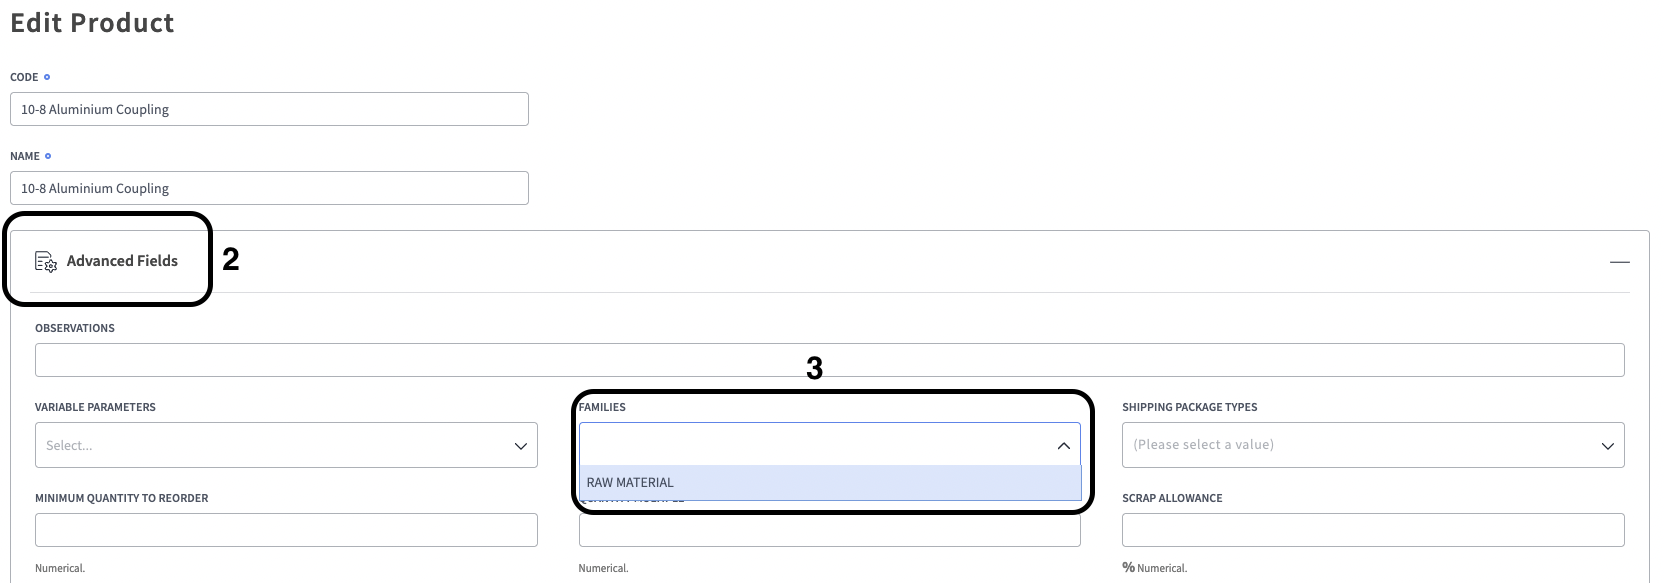 Edit Product
CODE
10-8 Aluminium Coupling
NAME
10-8 Aluminium Coupling
Advanced Fields
2
OBSERVATIONS
3
VARIABLE PARAMETERS
Select...
FAMILIES
RAW MATERIAL
SHIPPING PACKAGE TYPES
(Please select a value)
MINIMUM QUANTITY TO REORDER
Numerical.
Numerical.
SCRAP ALLOWANCE
% Numerical.